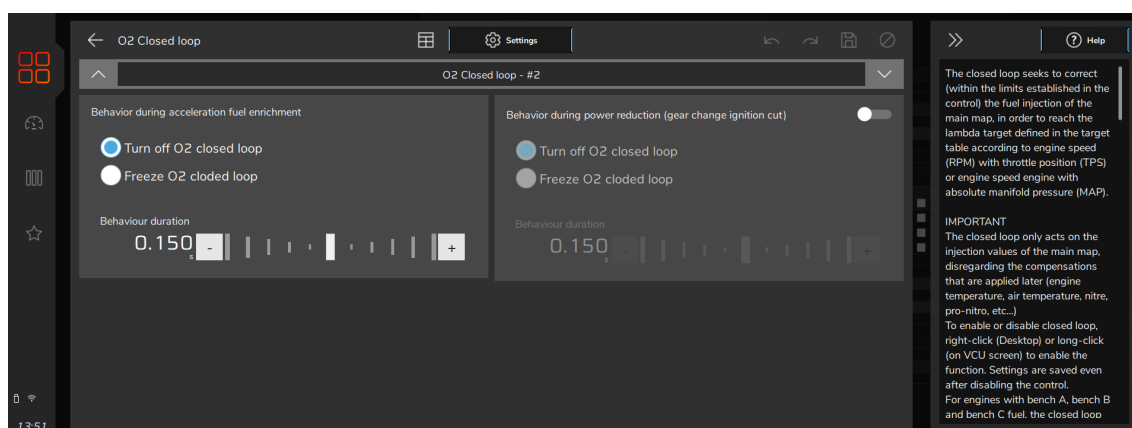 O2 Closed loop
Settings
Help
O2 Closed loop - #2
Behavior during acceleration fuel enrichment
Turn off O2 closed loop
Freeze O2 cloded loop
Behaviour duration
0.150
s
-
+
Behavior during power reduction (gear change ignition cut)
Turn off O2 closed loop
Freeze O2 cloded loop
Behaviour duration
0.150
s
-
+
The closed loop seeks to correct
(within the limits established in the
control) the fuel injection of the
main map, in order to reach the
lambda target defined in the target
table according to engine speed
(RPM) with throttle position (TPS)
or engine speed engine with
absolute manifold pressure (MAP).
IMPORTANT
The closed loop only acts on the
injection values of the main map,
disregarding the compensations
that are applied later (engine
temperature, air temperature, nitre,
pro-nitro, etc...)
To enable or disable closed loop,
right-click (Desktop) or long-click
(on VCU screen) to enable the
function. Settings are saved even
after disabling the control.
For engines with bench A, bench B
and bench C fuel, the closed loop
13:51